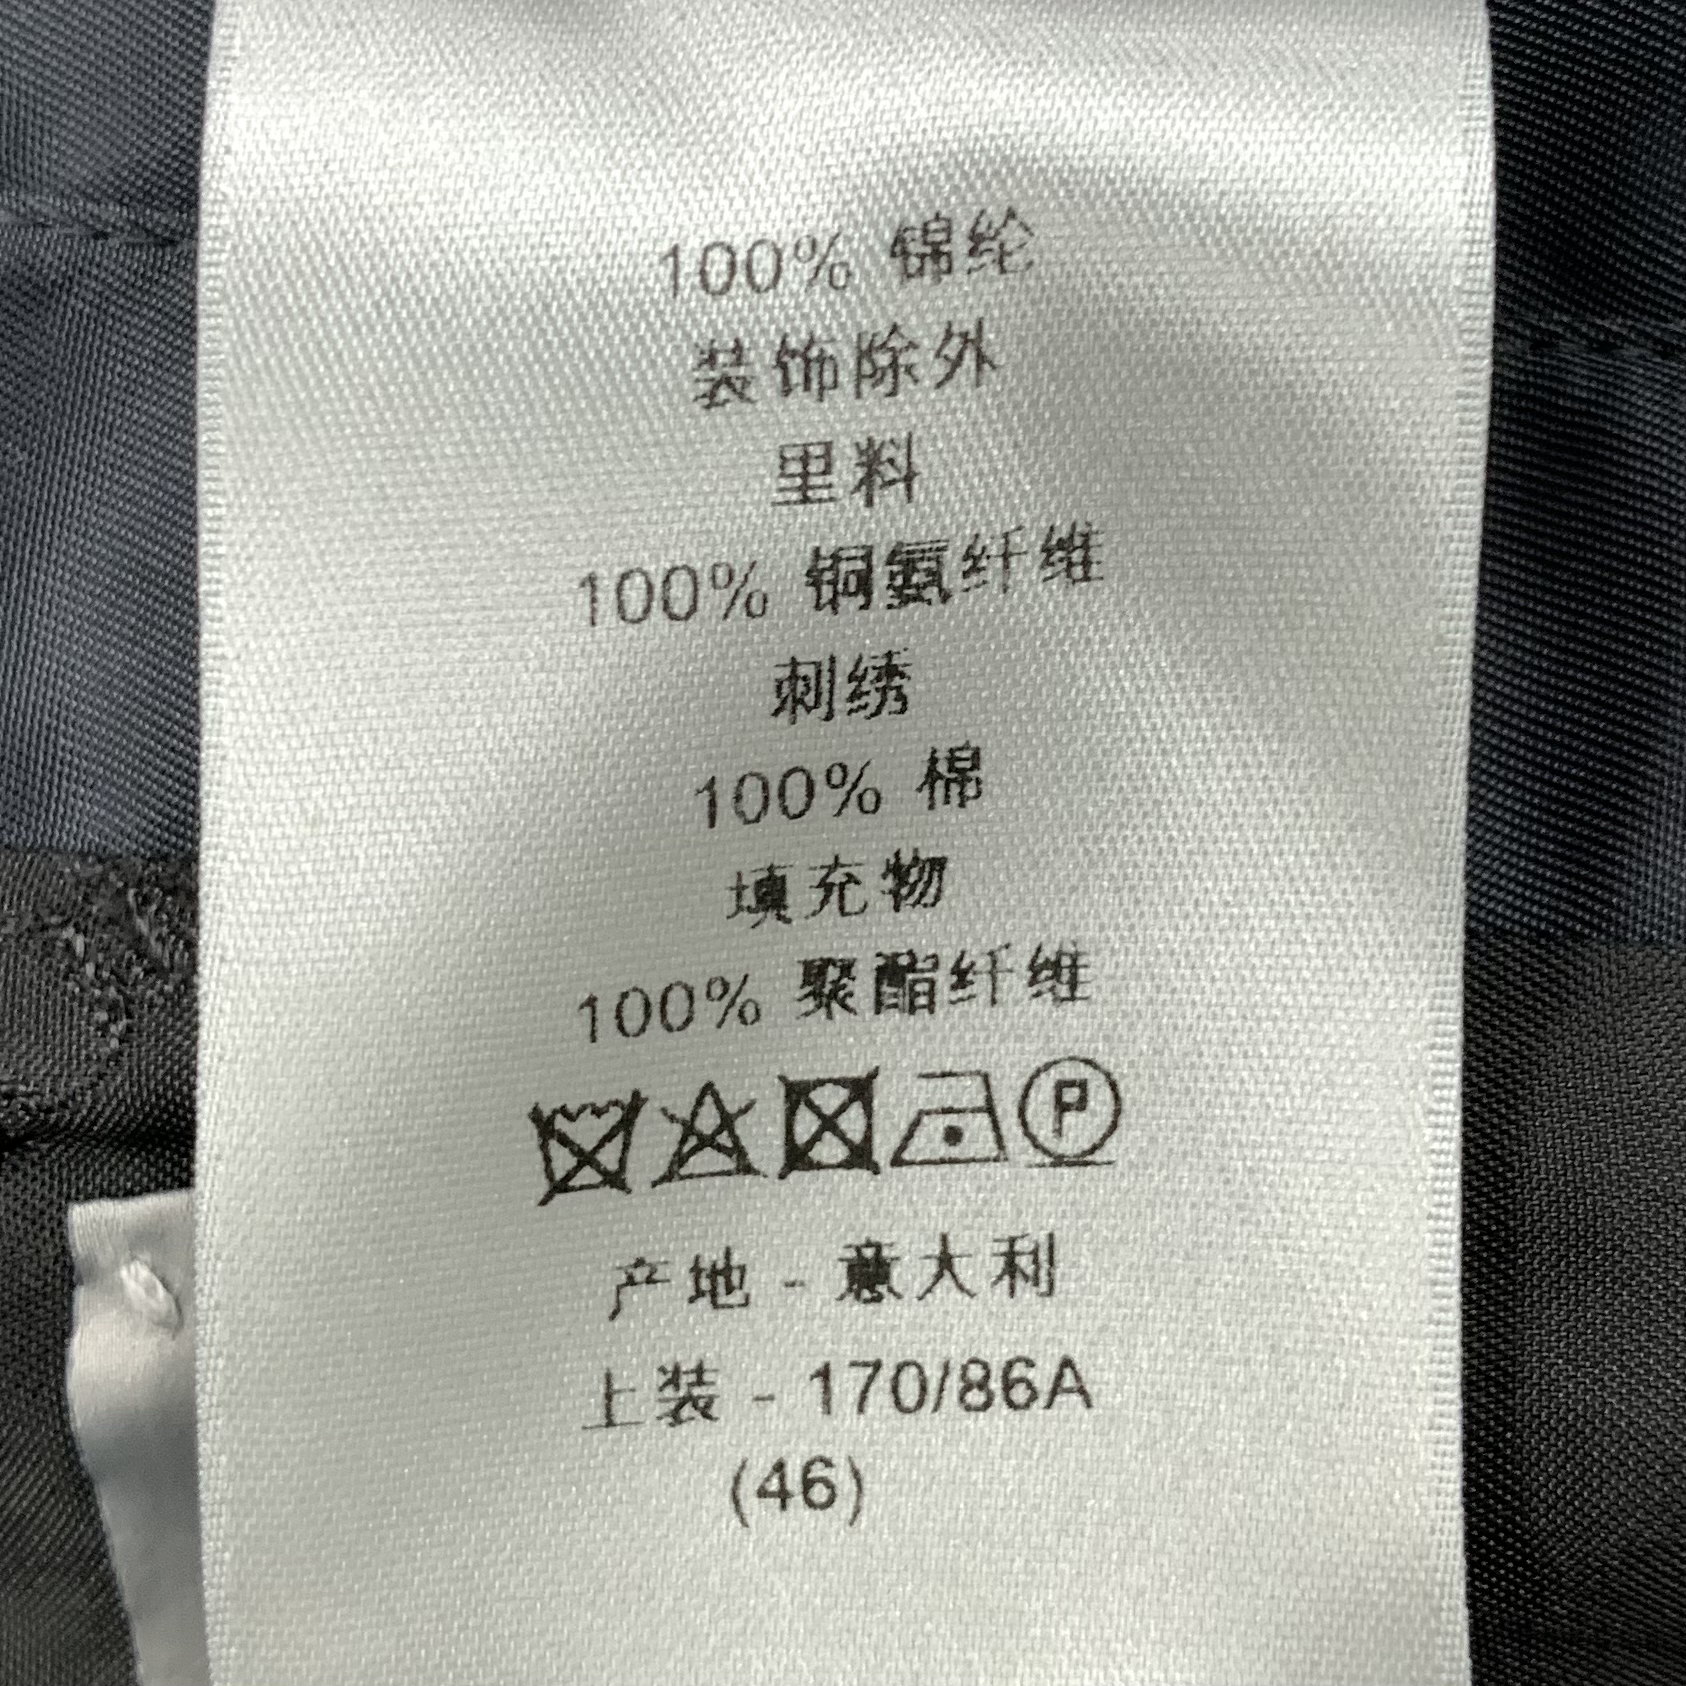 100% 锦纶
装饰除外
里料
100% 铜氨纤维
刺绣
100% 棉
填充物
100% 聚酯纤维
P
产地 - 意大利
上装 - 170/86A
(46)